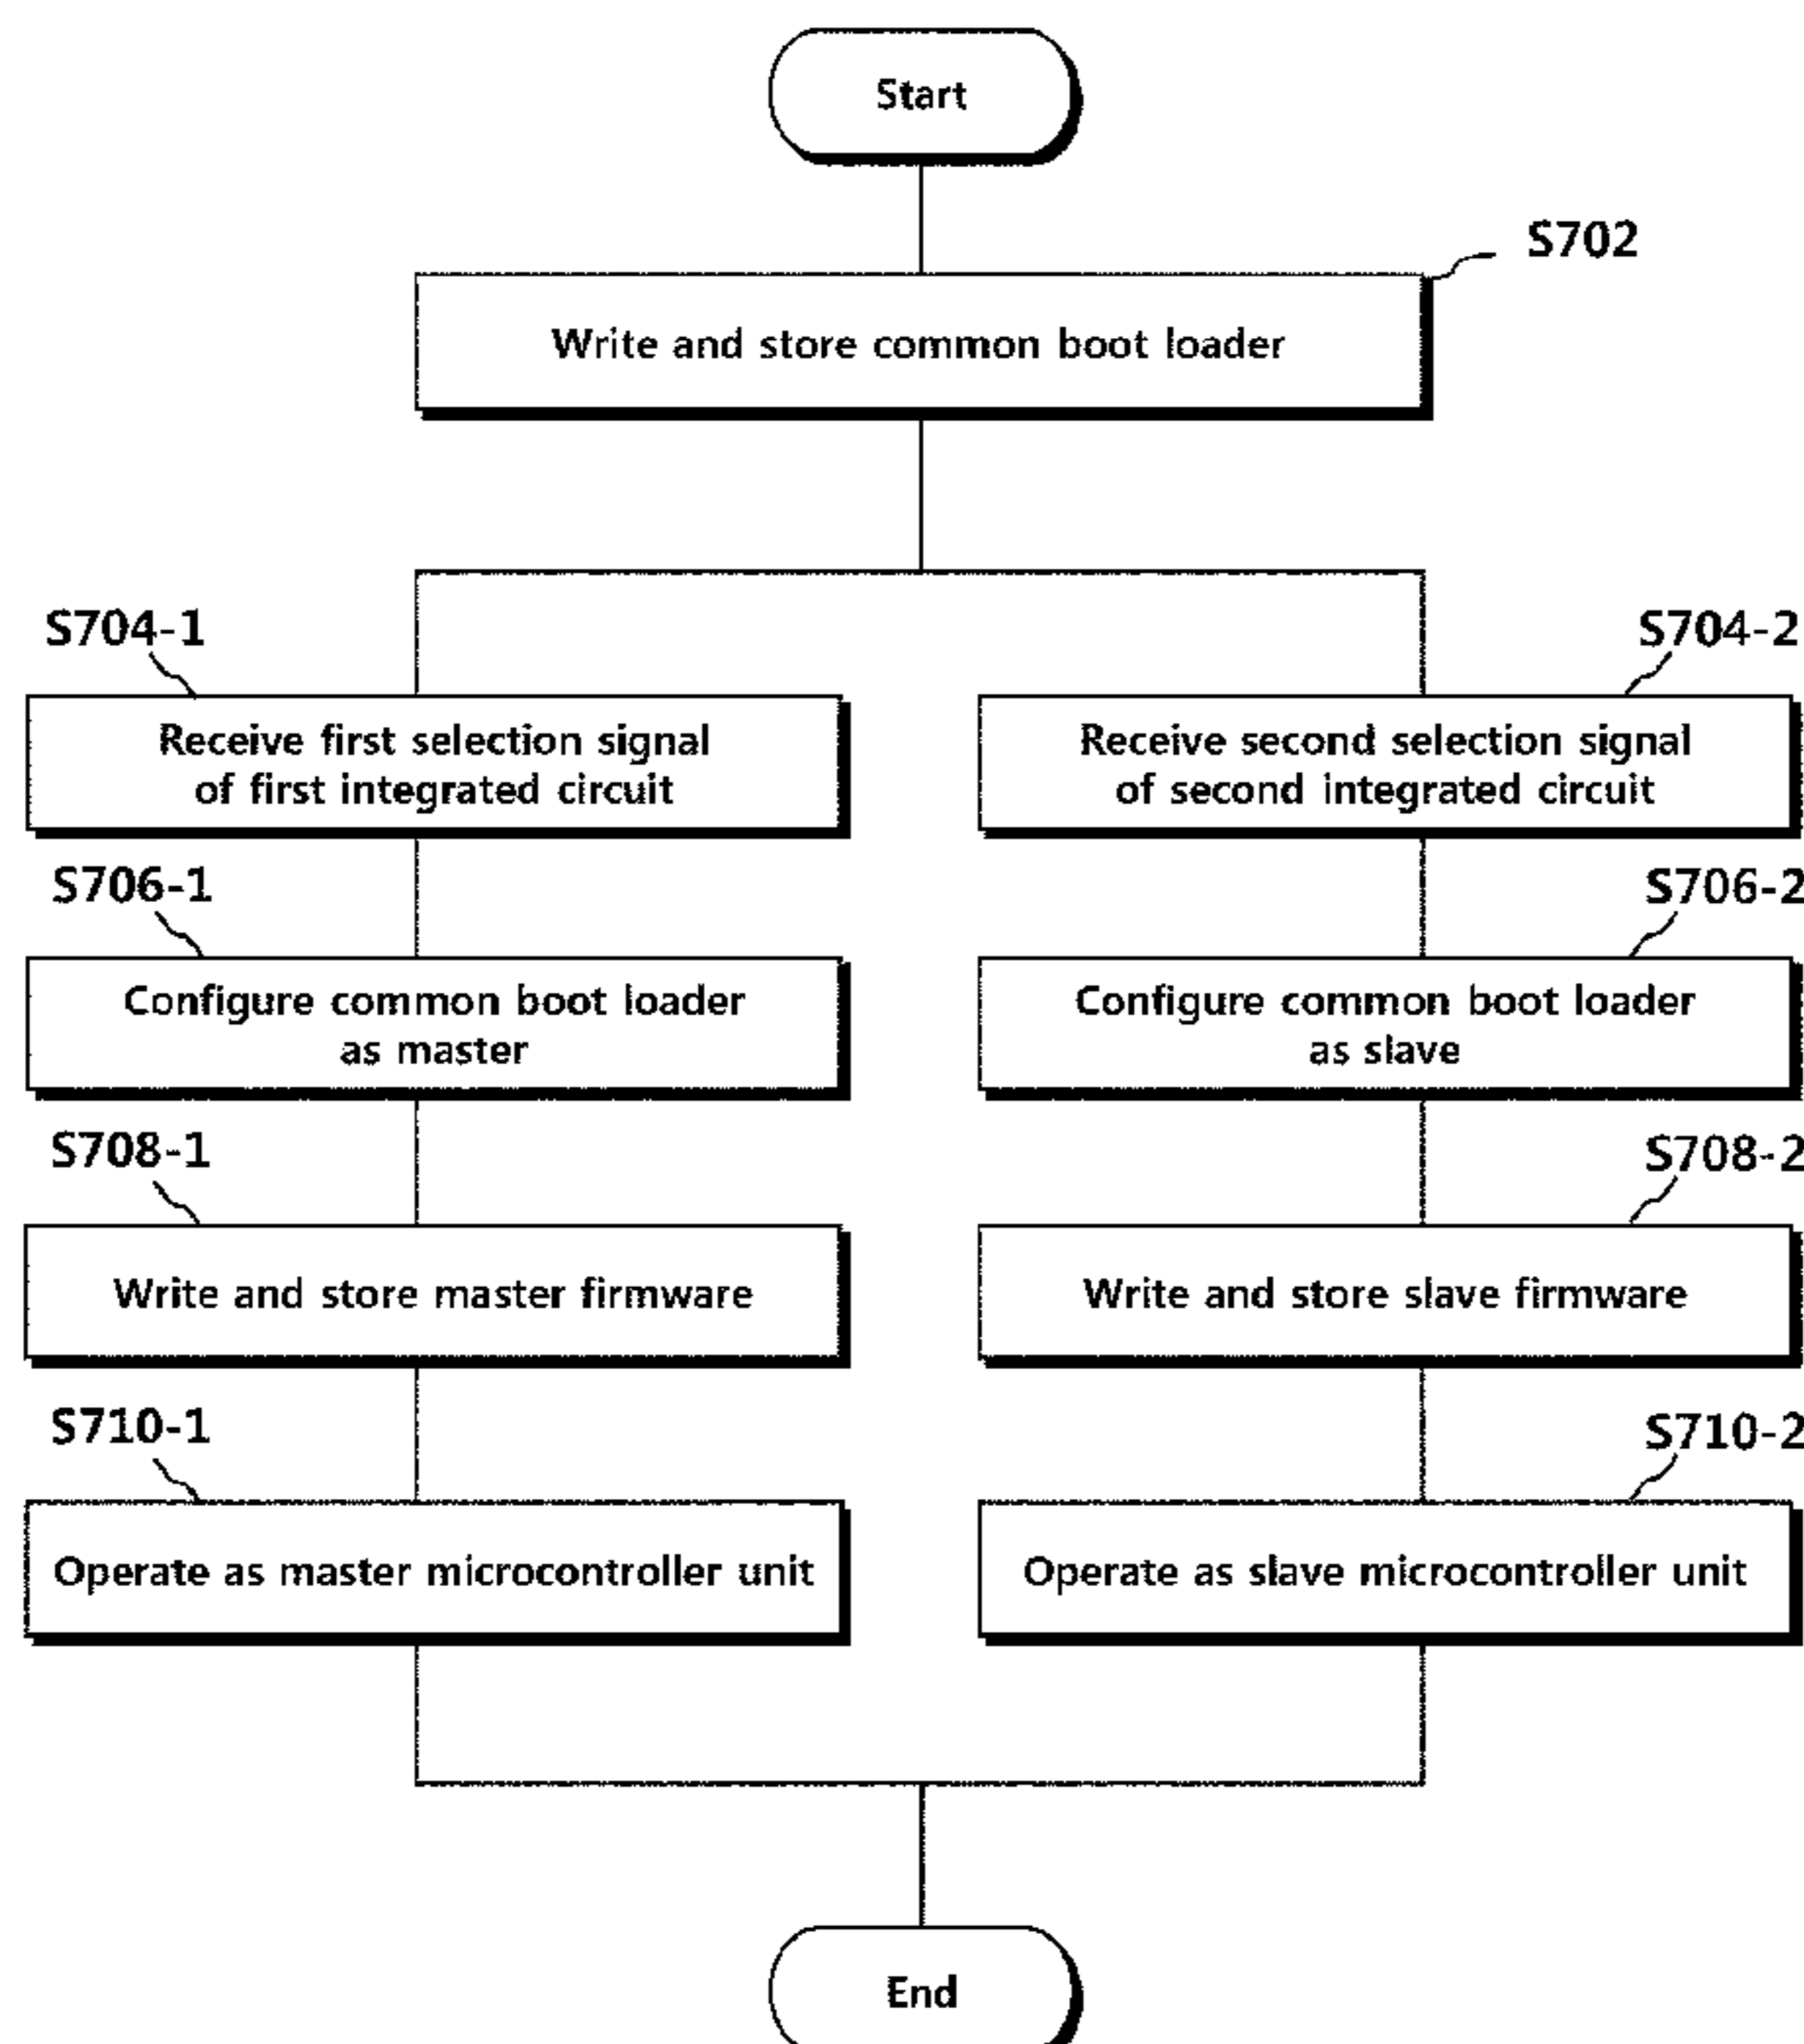 Start
S702
Write and store common boot loader
S704-1
S704-2
Receive first selection signal
of first integrated circuit
Receive second selection signal
of second integrated circuit
S706-1
S706-2
Configure common boot loader
as master
Configure common boot loader
as slave
S708-1
S708-2
Write and store master firmware
Write and store slave firmware
S710-1
S710-2
Operate as master microcontroller unit
Operate as slave microcontroller unit
End